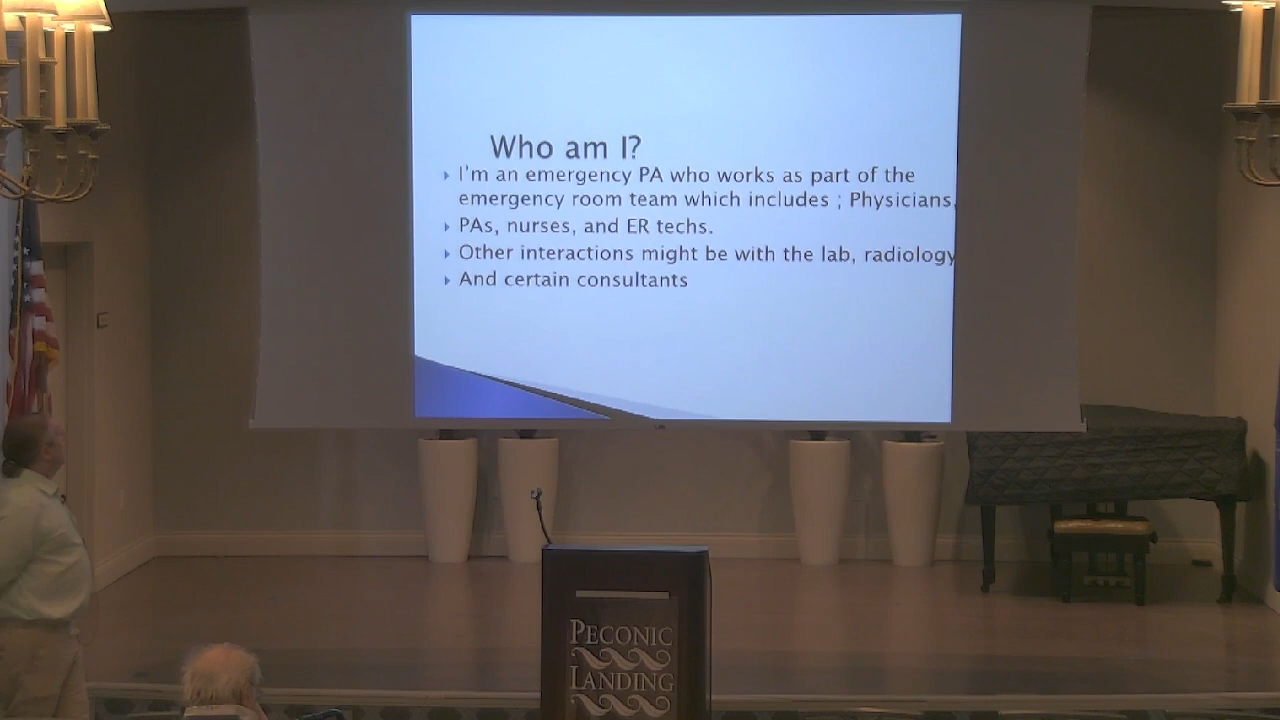 Who am I?
I'm an emergency PA who works as part of the
emergency room team which includes ; Physicians,
PAs, nurses, and ER techs.
Other interactions might be with the lab, radiology
And certain consultants
PECONIC
LANDING